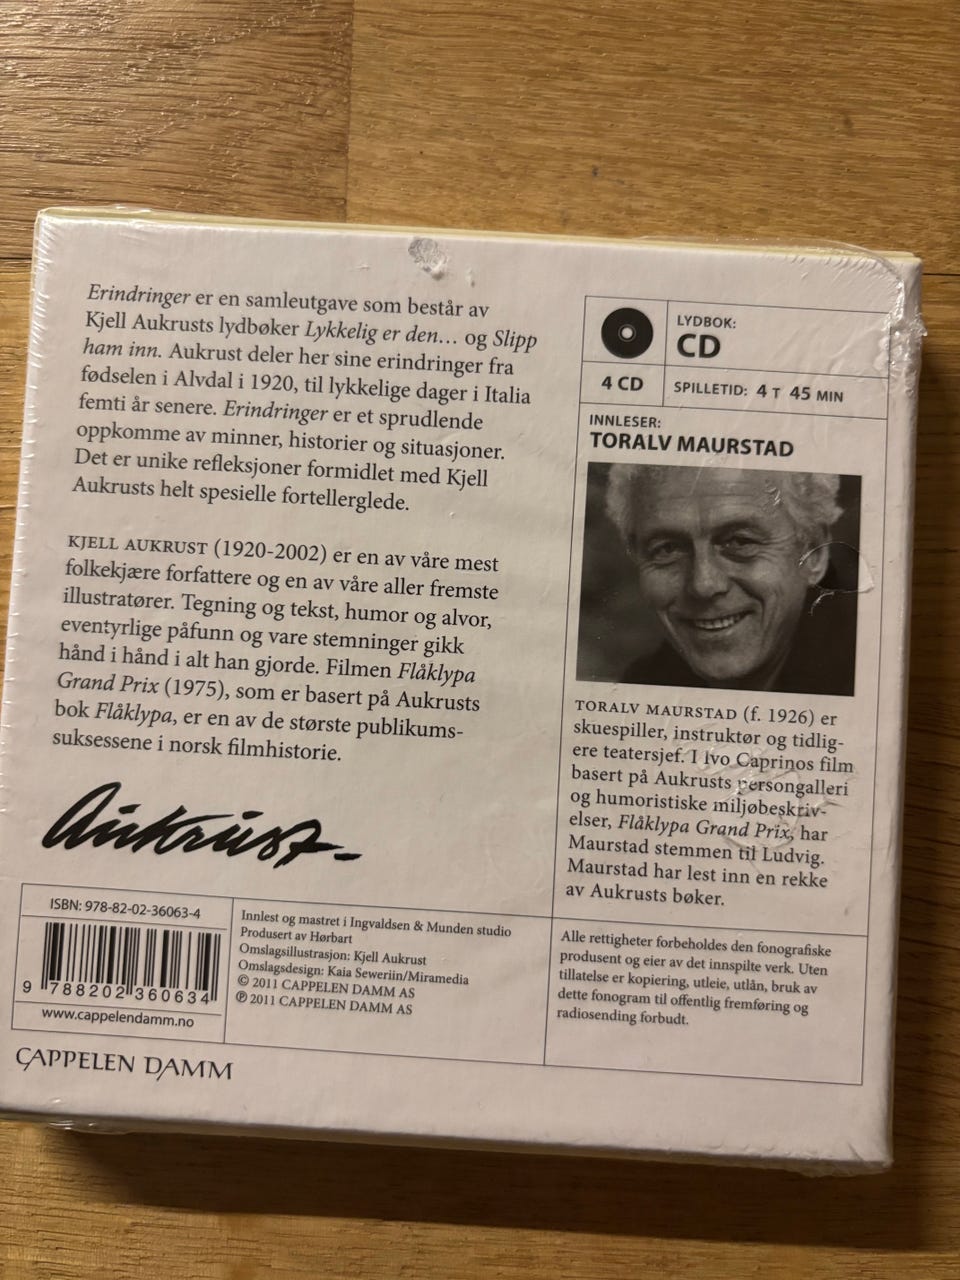 Erindringer er en samleutgave som består av
Kjell Aukrusts lydbøker Lykkelig er den... og Slipp
ham inn. Aukrust deler her sine erindringer fra
fødselen i Alvdal i 1920, til lykkelige dager i Italia
femti år senere. Erindringer er et sprudlende
oppkomme av minner, historier og situasjoner.
Det er unike refleksjoner formidlet med Kjell
Aukrusts helt spesielle fortellerglede.
KJELL AUKRUST (1920-2002) er en av våre mest
folkekjære forfattere og en av våre aller fremste
illustratører. Tegning og tekst, humor og alvor,
eventyrlige påfunn og vare stemninger gikk
hånd i hånd i alt han gjorde. Filmen Flåklypa
Grand Prix (1975), som er basert på Aukrusts
bok Flåklypa, er en av de største publikums-
suksessene i norsk filmhistorie.
Aukrust
LYDBOK:
CD
4 CD
SPILLETID: 4 T 45 MIN
INNLESER:
TORALV MAURSTAD
TORALV MAURSTAD (f. 1926) er
skuespiller, instruktør og tidlig-
ere teatersjef. I Ivo Caprinos film
basert på Aukrusts persongalleri
og humoristiske miljøbeskriv-
elser, Flåklypa Grand Prix, har
Maurstad stemmen til Ludvig.
Maurstad har lest inn en rekke
av Aukrusts bøker.
ISBN: 978-82-02-36063-4
9 788202 360634
www.cappelendamm.no
Innlest og mastret i Ingvaldsen & Munden studio
Produsert av Hørbart
Omslagsillustrasjon: Kjell Aukrust
Omslagsdesign: Kaia Seweriin/Miramedia
© 2011 CAPPELEN DAMM AS
℗ 2011 CAPPELEN DAMM AS
Alle rettigheter forbeholdes den fonografiske
produsent og eier av det innspilte verk. Uten
tillatelse er kopiering, utleie, utlån, bruk av
dette fonogram til offentlig fremføring og
radiosending forbudt.
CAPPELEN DAMM